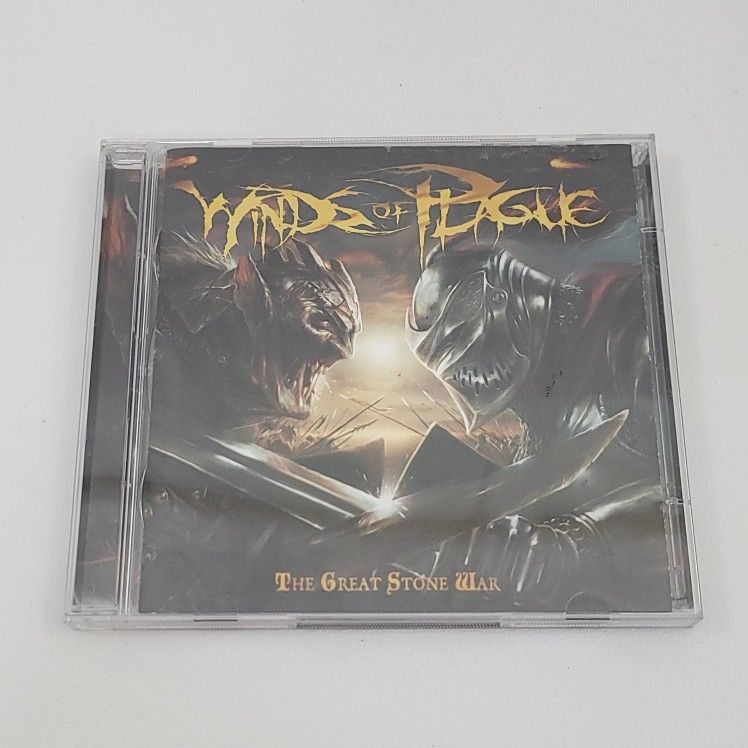 WINDS OF PLAGUE
THE GREAT STONE WAR